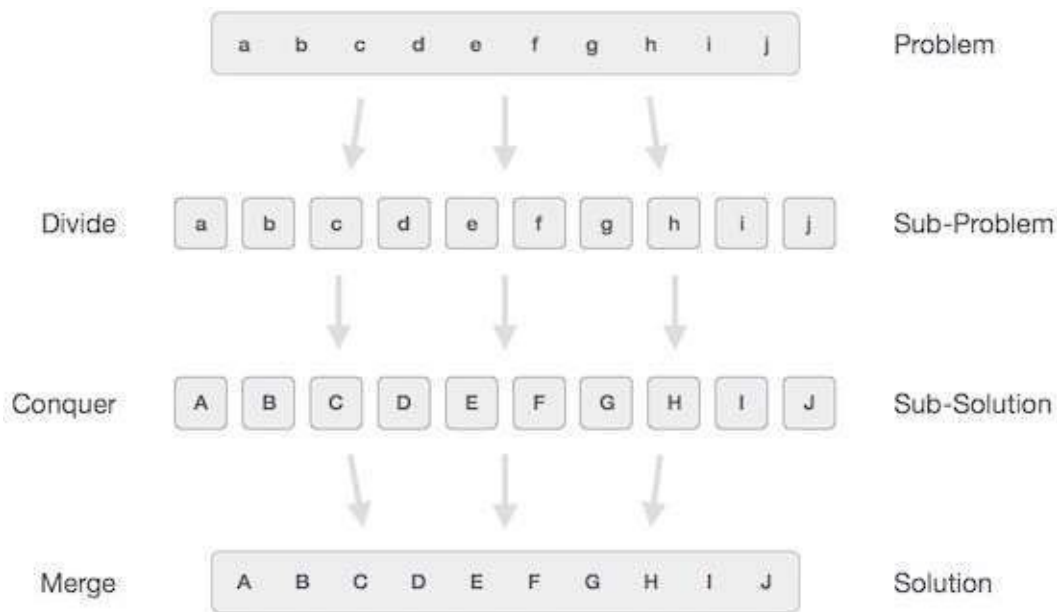 a b c d e f g h i j Problem
Divide a b c d e f g h i j Sub-Problem
Conquer A B C D E F G H I J Sub-Solution
Merge A B C D E F G H I J Solution